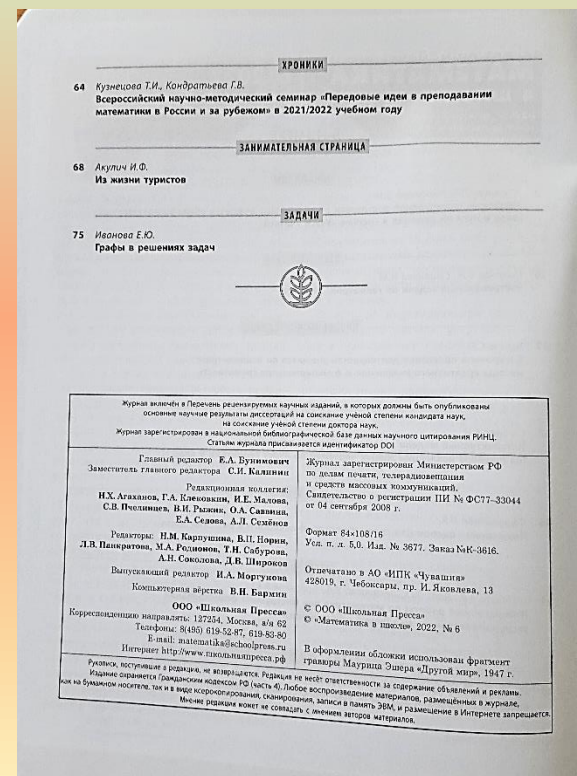 ХРОНИКИ
64 Кузнецова Т.И., Кондратьева Г.В.
Всероссийский научно-методический семинар «Передовые идеи в преподавании
математики в России и за рубежом» в 2021/2022 учебном году
ЗАНИМАТЕЛЬНАЯ СТРАНИЦА
68 Акулич И.Ф.
Из жизни туристов
ЗАДАЧИ
75 Иванова Е.Ю.
Графы в решениях задач
Журнал включён в Перечень рецензируемых научных изданий, в которых должны быть опубликованы
основные научные результаты диссертаций на соискание учёной степени кандидата наук,
на соискание учёной степени доктора наук.
Журнал зарегистрирован в национальной библиографической базе данных научного цитирования РИНЦ.
Статьям журнала присваивается идентификатор DOI
Главный редактор Е.А. Бунимович
Заместитель главного редактора С.И. Калинин
Редакционная коллегия:
Н.Х. Агаханов, Г.А. Клековкин, И.Е. Малова,
С.В. Пчелинцев, В.И. Рыжик, О.А. Саввина,
Е.А. Седова, А.Л. Семёнов
Редакторы: Н.М. Карпушина, В.П. Норин,
Л.В. Панкратова, М.А. Родионов, Т.Н. Сабурова,
А.Н. Соколова, Д.В. Широков
Выпускающий редактор И.А. Моргунова
Компьютерная вёрстка В.Н. Бармин
ООО «Школьная Пресса»
Корреспонденцию направлять: 127254, Москва, а/я 62
Телефоны: 8(495) 619-52-87, 619-83-80
E-mail: matematika@schoolpress.ru
Интернет http://www.школьнаяпресса.рф
Журнал зарегистрирован Министерством РФ
по делам печати, телерадиовещания
и средств массовых коммуникаций.
Свидетельство о регистрации ПИ № ФС77–33044
от 04 сентября 2008 г.
Формат 84×108/16
Усл. п. л. 5,0. Изд. № 3677. Заказ №К-3616.
Отпечатано в АО «ИПК «Чувашия»
428019, г. Чебоксары, пр. И. Яковлева, 13
© ООО «Школьная Пресса»
© «Математика в школе», 2022, № 6
В оформлении обложки использован фрагмент
гравюры Маурица Эшера «Другой мир», 1947 г.
Рукописи, поступившие в редакцию, не возвращаются. Редакция не несёт ответственности за содержание объявлений и рекламы.
Издание охраняется Гражданским кодексом РФ (часть 4). Любое воспроизведение материалов, размещённых в журнале,
как на бумажном носителе, так и в виде ксерокопирования, сканирования, записи в память ЭВМ, и размещение в Интернете запрещается.
Мнение редакции может не совпадать с мнением авторов материалов.